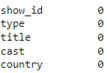 show_id 0
type 0
title 0
cast 0
country 0